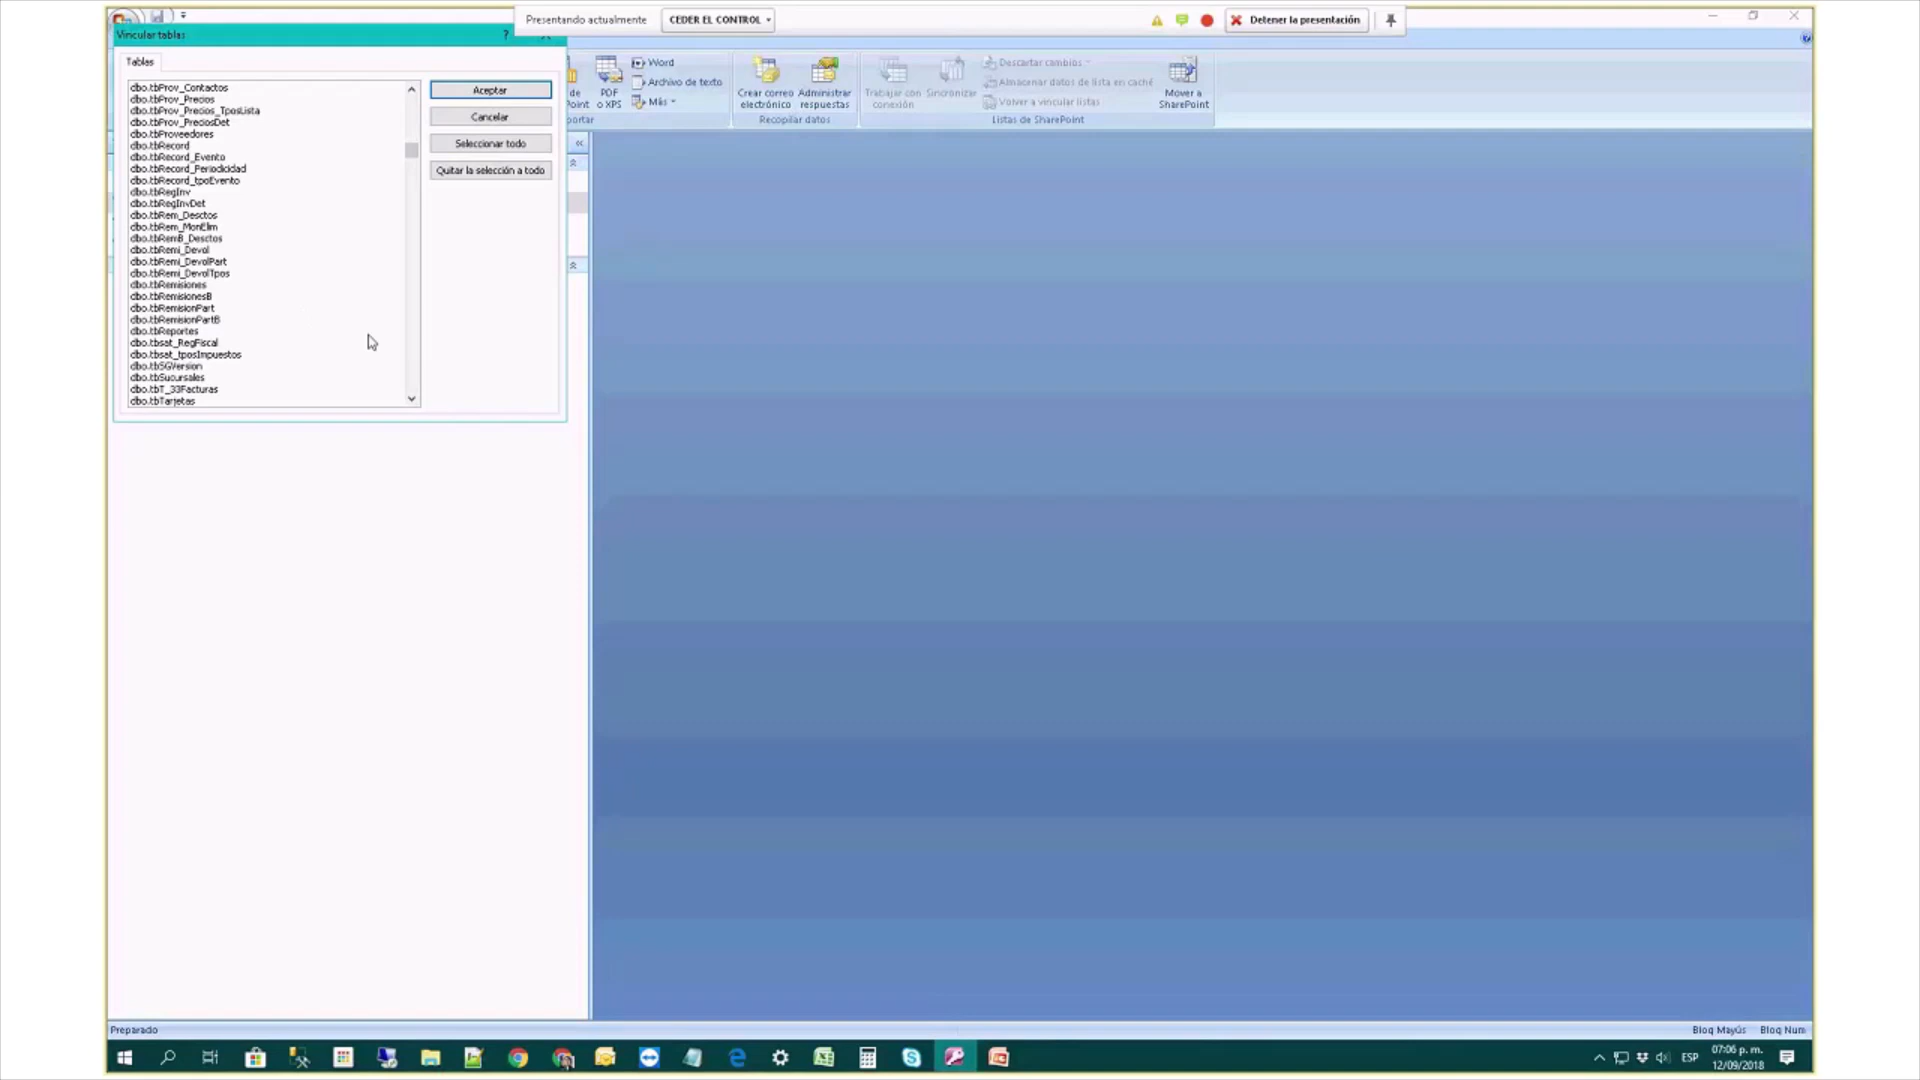 Presentando actualmente
CEDER EL CONTROL
Detener la presentación
Vincular tablas
?
Tablas
dbo.tbProv_Contactos
dbo.tbProv_Precios
dbo.tbProv_Precios_TposLista
dbo.tbProv_PreciosDet
dbo.tbProveedores
dbo.tbRecord
dbo.tbRecord_Evento
dbo.tbRecord_Periodicidad
dbo.tbRecord_tpoEvento
dbo.tbRegInv
dbo.tbRegInvDet
dbo.tbRem_Desctos
dbo.tbRem_MonElm
dbo.tbRemB_Desctos
dbo.tbRemi_Devol
dbo.tbRemi_DevolPart
dbo.tbRemi_DevolTpos
dbo.tbRemisiones
dbo.tbRemisionesB
dbo.tbRemisionPart
dbo.tbRemisionPartB
dbo.tbReportes
dbo.tbsat_RegFiscal
dbo.tbsat_tposImpuestos
dbo.tbSGVersion
dbo.tbSucursales
dbo.tbT_33Facturas
dbo.tbTarjetas
Aceptar
Cancelar
Seleccionar todo
Quitar la selección a todo
de
Point
PDF
o XPS
Word
Archivo de texto
Más
portar
Crear correo
electrónico
Administrar
respuestas
Recopilar datos
Trabajar con
conexión
Sincronizar
Descartar cambios
Almacenar datos de lista en caché
Volver a vincular listas
Mover a
SharePoint
Listas de SharePoint
Preparado
Bloq Mayús
Bloq Num
ESP
07:06 p. m.
12/09/2018